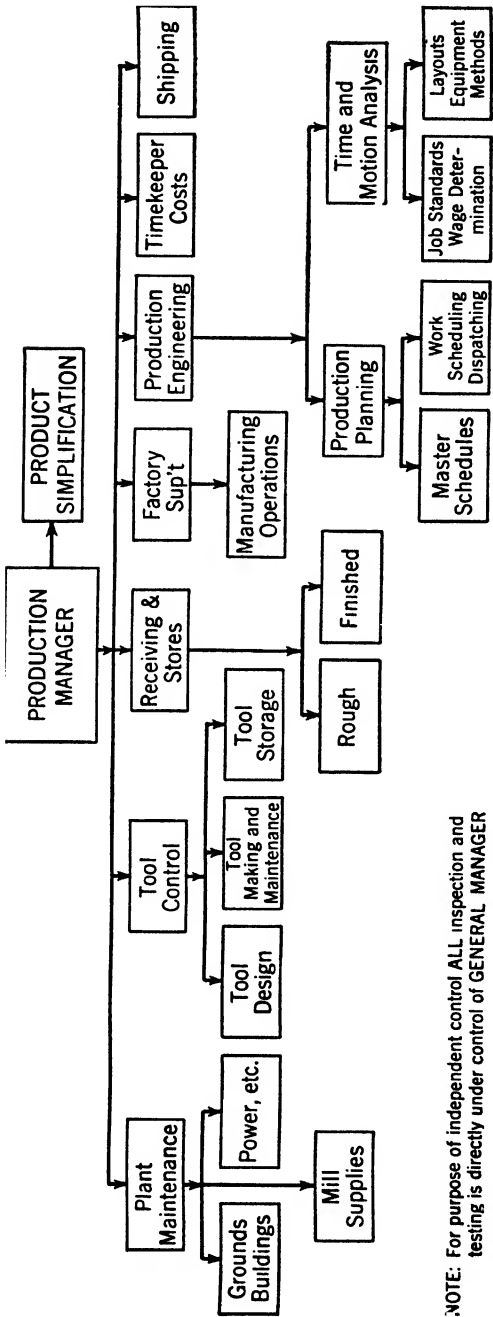 PRODUCTION
MANAGER
PRODUCT
SIMPLIFICATION
Plant
Maintenance
Tool
Control
Receiving &
Stores
Factory
Sup't
Production
Engineering
Timekeeper
Costs
Shipping
Grounds
Buildings
Power, etc.
Mill
Supplies
Tool
Design
Tool
Making and
Maintenance
Tool
Storage
Rough
Finished
Manufacturing
Operations
Production
Planning
Time and
Motion Analysis
Master
Schedules
Work
Scheduling
Dispatching
Job Standards
Wage Deter-
mination
Layouts
Equipment
Methods
NOTE: For purpose of independent control ALL inspection and
testing is directly under control of GENERAL MANAGER